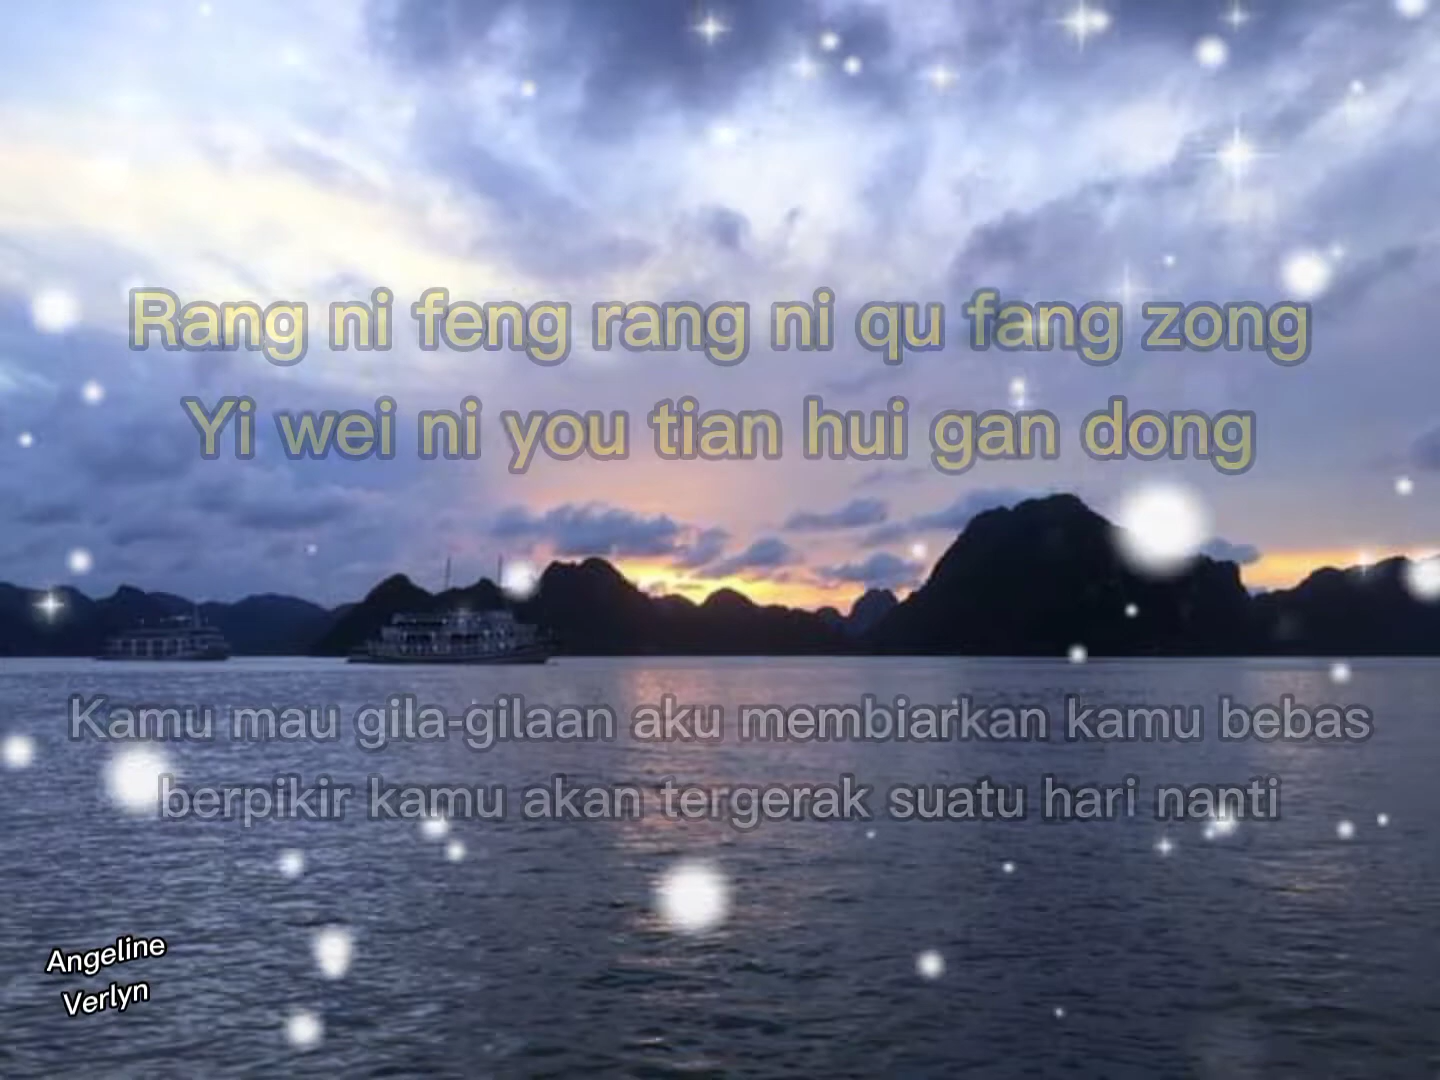 Rang ni feng rang ni qu fang zong
Yi wei ni you tian hui gan dong
Kamu mau gila-gilaan aku membiarkan kamu bebas
berpikir kamu akan tergerak suatu hari nanti
Angeline
Verlyn